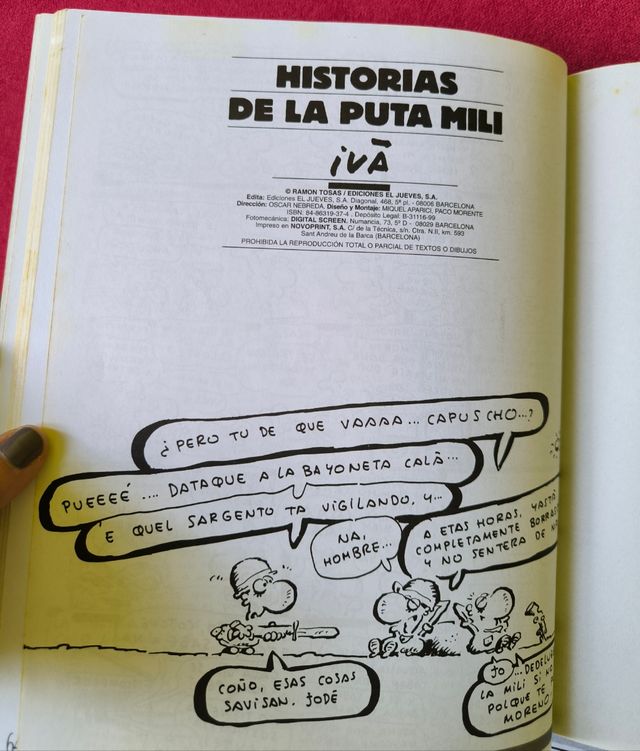 HISTORIAS
DE LA PUTA MILI
ivà
© RAMON TOSAS / EDICIONES EL JUEVES, S.A.
Edita: Ediciones EL JUEVES, S.A. Diagonal, 468, 5ª pl. - 08006 BARCELONA
Dirección: OSCAR NEBREDA. Diseño y Montaje: MIQUEL APARICI, PACO MORENTE
ISBN: 84-86319-37-4. Depósito Legal: B-31116-99
Fotomecánica: DIGITAL SCREEN. Numancia, 73, 5º D - 08029 BARCELONA
Impreso en NOVOPRINT, S.A. C/ de la Técnica, s/n. Ctra. N.II, km. 593
Sant Andreu de la Barca (BARCELONA)
PROHIBIDA LA REPRODUCCIÓN TOTAL O PARCIAL DE TEXTOS O DIBUJOS
¿PERO TU DE QUE VAAAA... CAPUSCHO...?
PUEEEÉ... DATAQUE A LA BAYONETA CALÀ...
É QUEL SARGENTO TA VIGILANDO, Y...
NA,
HOMBRE...
A ETAS HORAS, YASTÁ
COMPLETAMENTE
Y NO SENTERA DE
COÑO, ESAS COSAS
SAVISAN. JODÉ
JO
LA MILI SI NO
POLQUE TE
MORENO